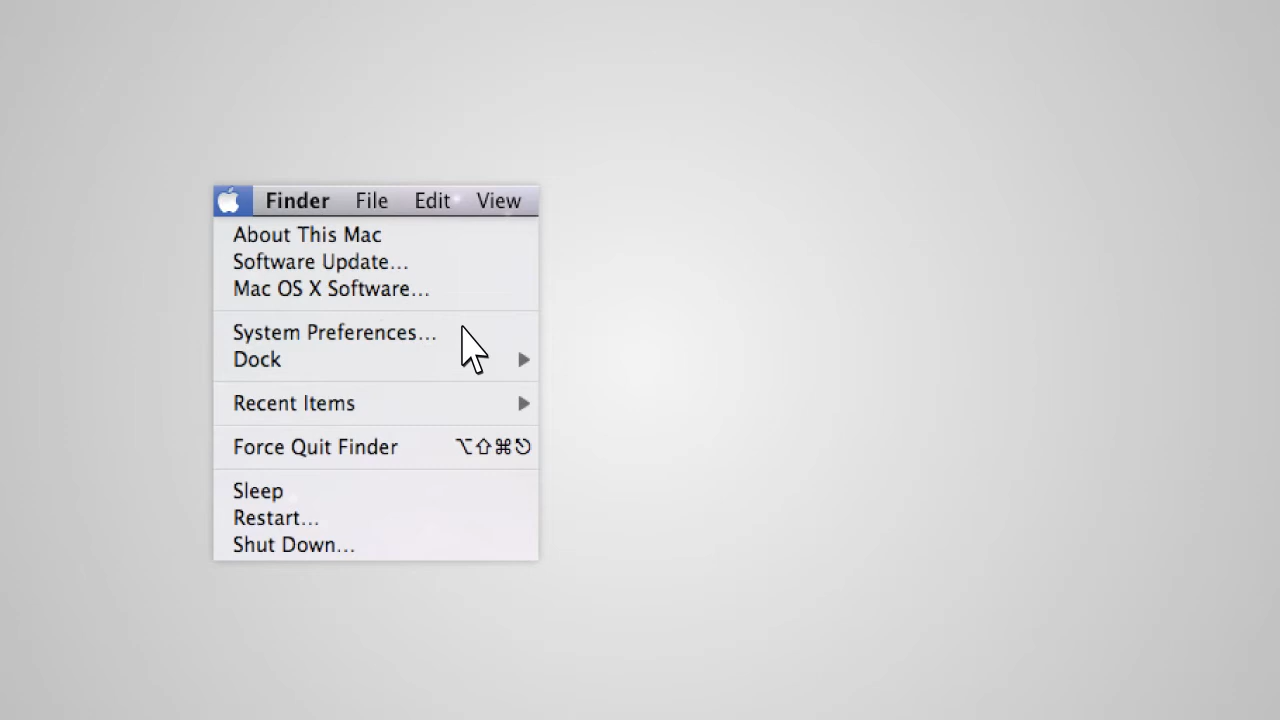 Finder File Edit View
About This Mac
Software Update...
Mac OS X Software...
System Preferences...
Dock
Recent Items
Force Quit Finder ⌥⇧⌘⎋
Sleep
Restart...
Shut Down...